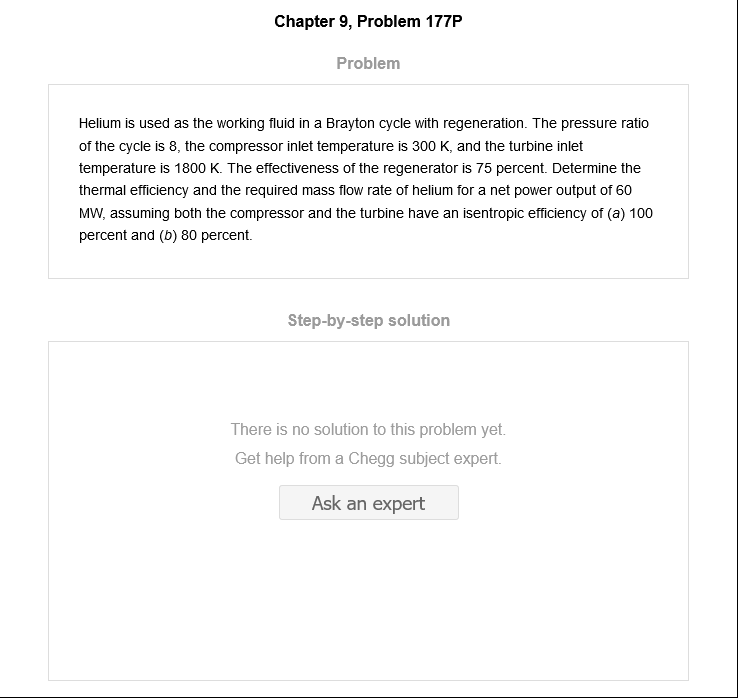 Chapter 9, Problem 177P
Problem
Helium is used as the working fluid in a Brayton cycle with regeneration. The pressure ratio
of the cycle is 8, the compressor inlet temperature is 300 K, and the turbine inlet
temperature is 1800 K. The effectiveness of the regenerator is 75 percent. Determine the
thermal efficiency and the required mass flow rate of helium for a net power output of 60
MW, assuming both the compressor and the turbine have an isentropic efficiency of (a) 100
percent and (b) 80 percent.
Step-by-step solution
There is no solution to this problem yet.
Get help from a Chegg subject expert.
Ask an expert